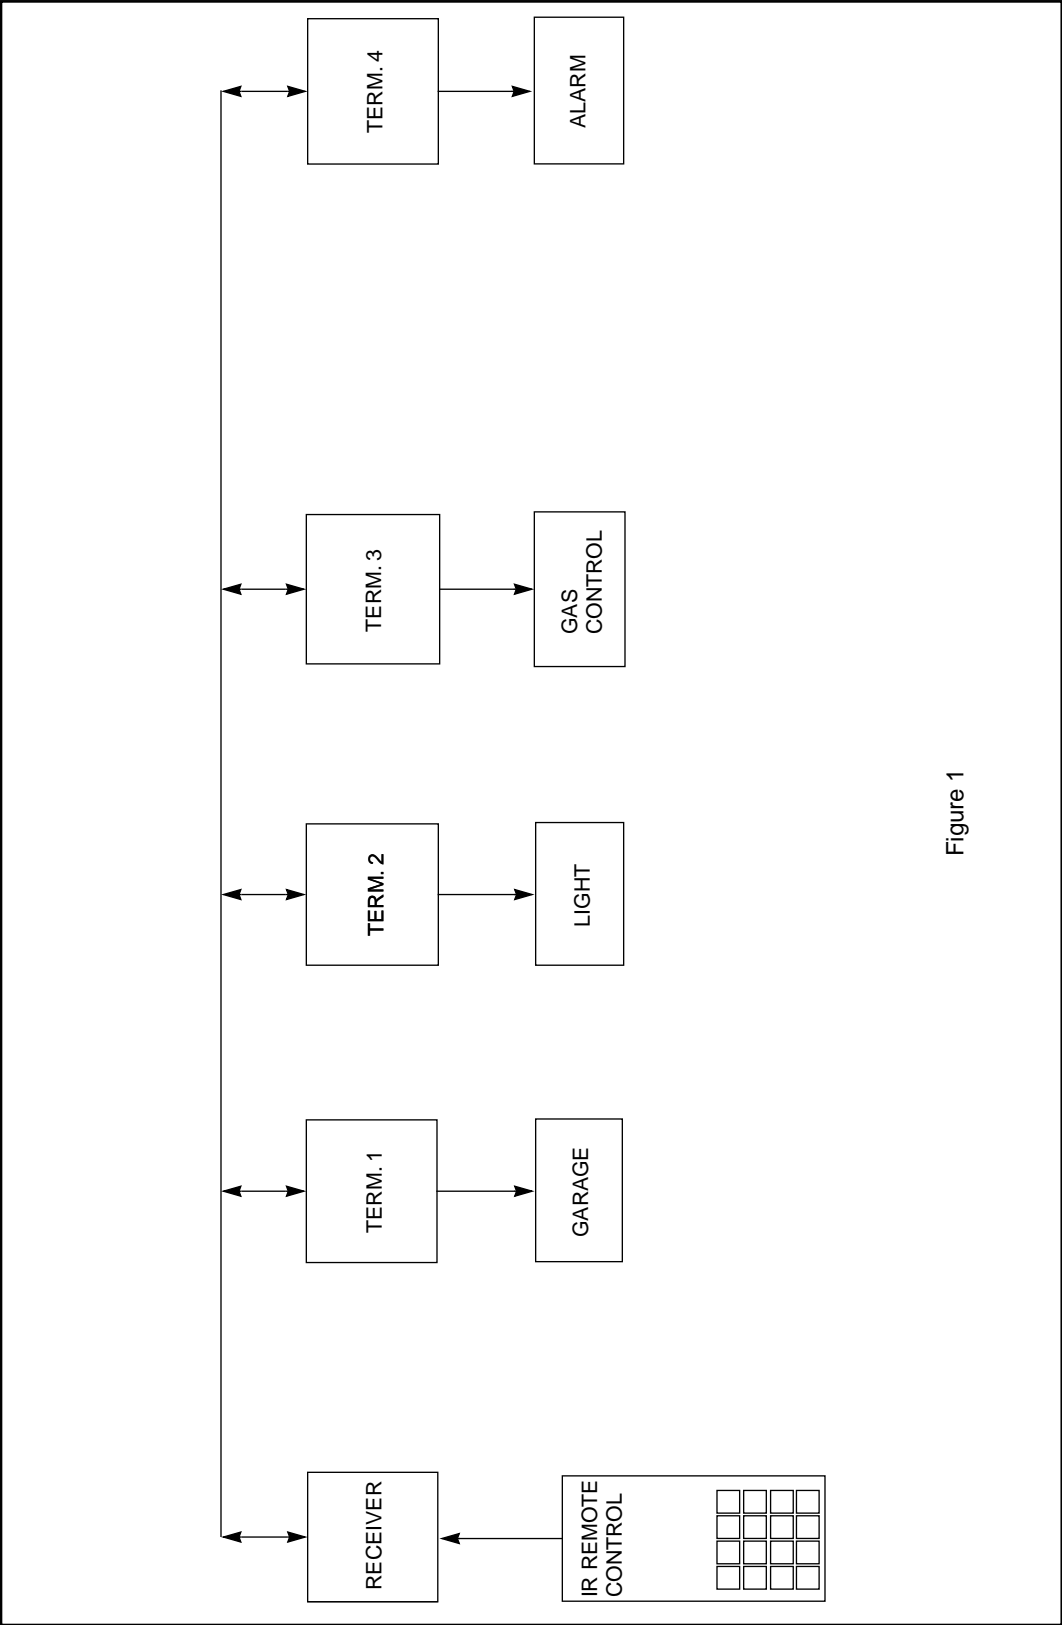 RECEIVER
TERM. 1
TERM. 2
TERM. 3
TERM. 4
IR REMOTE
CONTROL
GARAGE
LIGHT
GAS
CONTROL
ALARM
Figure 1